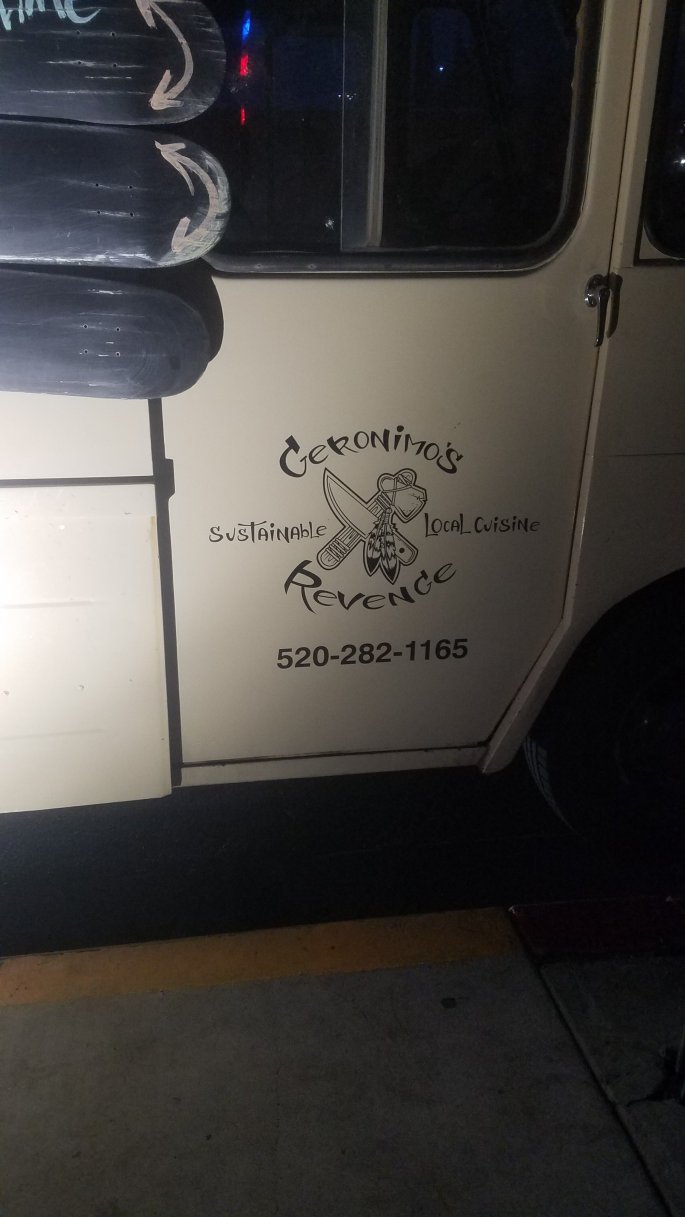 GERONIMO'S
SUSTAINABLE LOCAL CUISINE
REVENGE
520-282-1165